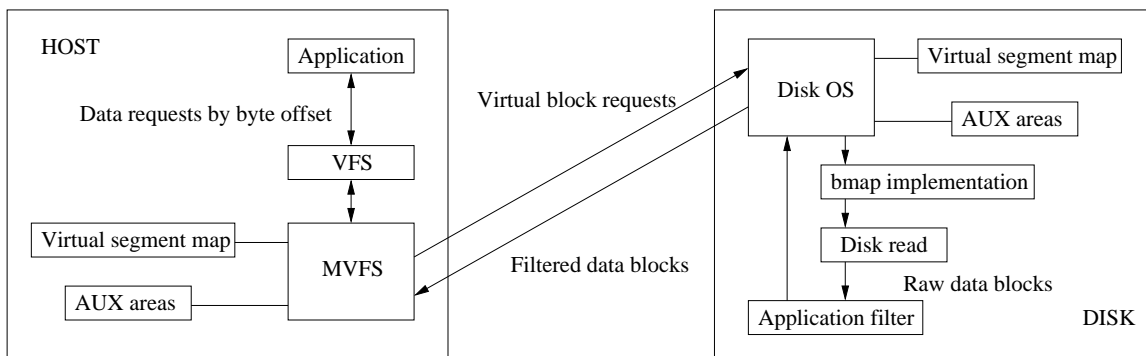 HOST
Application
Data requests by byte offset
VFS
Virtual segment map
MVFS
AUX areas
Virtual block requests
Filtered data blocks
Disk OS
Virtual segment map
AUX areas
bmap implementation
Disk read
Raw data blocks
Application filter
DISK